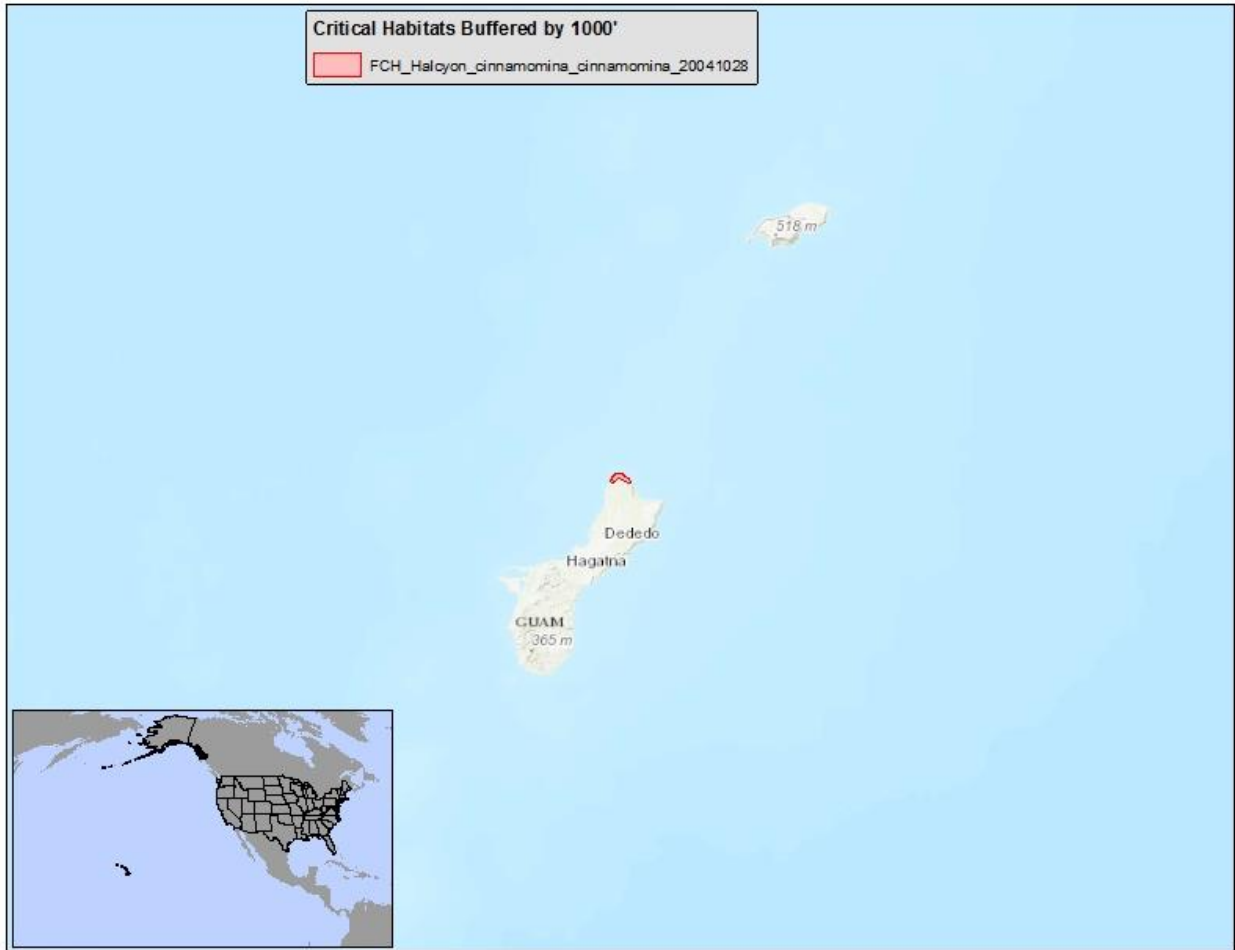 Critical Habitats Buffered by 1000'
FCH_Halcyon_cinnamomina_cinnamomina_20041028
518 m
Dededo
Hagatna
GUAM
365 m